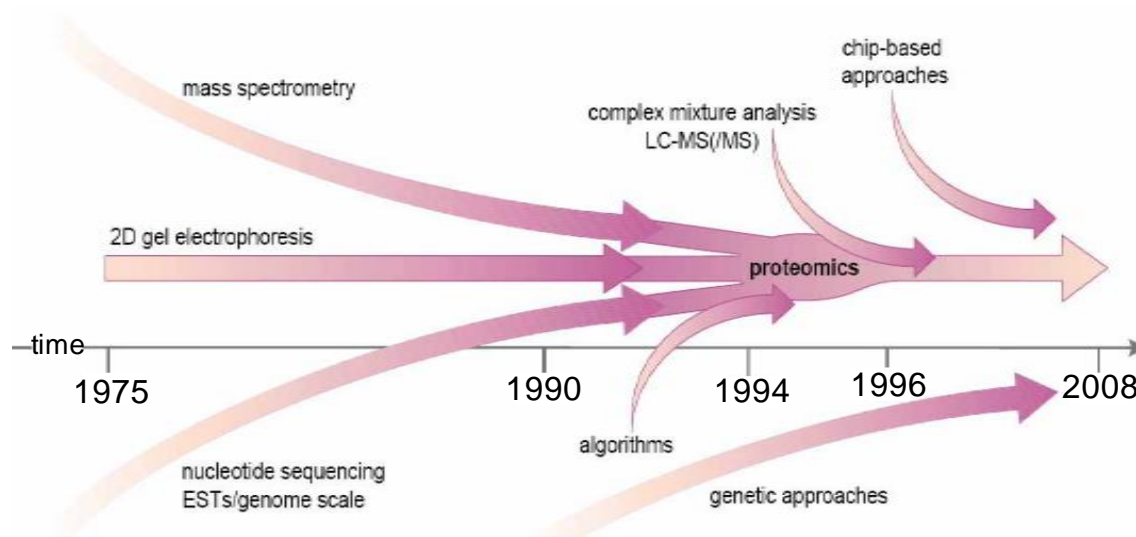 chip-based
approaches
mass spectrometry
complex mixture analysis
LC-MS(/MS)
2D gel electrophoresis
proteomics
time
1975
1990
1994
1996
2008
algorithms
nucleotide sequencing
ESTs/genome scale
genetic approaches